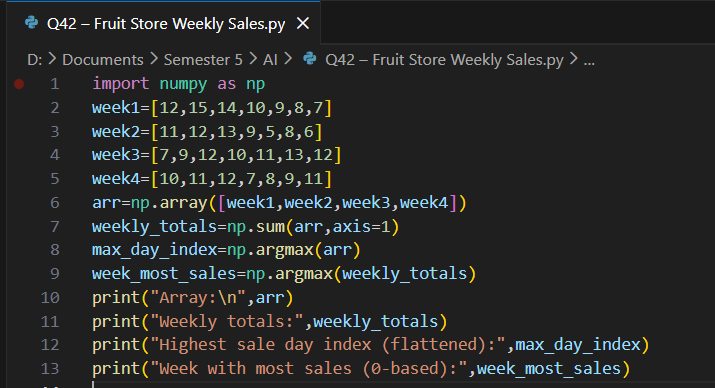 Q42 – Fruit Store Weekly Sales.py ×
D: > Documents > Semester 5 > AI > Q42 – Fruit Store Weekly Sales.py > ...
1 import numpy as np
2 week1=[12,15,14,10,9,8,7]
3 week2=[11,12,13,9,5,8,6]
4 week3=[7,9,12,10,11,13,12]
5 week4=[10,11,12,7,8,9,11]
6 arr=np.array([week1,week2,week3,week4])
7 weekly_totals=np.sum(arr,axis=1)
8 max_day_index=np.argmax(arr)
9 week_most_sales=np.argmax(weekly_totals)
10 print("Array:\n",arr)
11 print("Weekly totals:",weekly_totals)
12 print("Highest sale day index (flattened):",max_day_index)
13 print("Week with most sales (0-based):",week_most_sales)